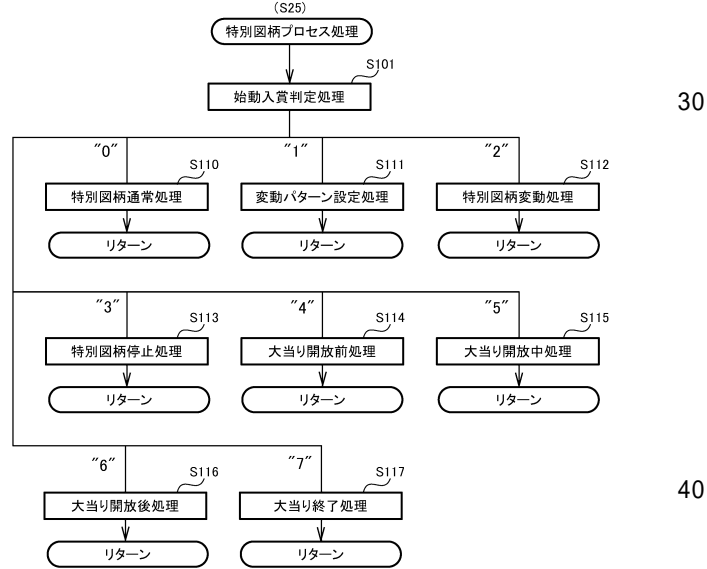 (S25)
特別図柄プロセス処理
S101
始動入賞判定処理
30
"0" "1" "2"
S110 S111 S112
特別図柄通常処理 変動パターン設定処理 特別図柄変動処理
リターン リターン リターン
"3" "4" "5"
S113 S114 S115
特別図柄停止処理 大当り開放前処理 大当り開放中処理
リターン リターン リターン
"6" "7"
S116 S117
大当り開放後処理 大当り終了処理
40
リターン リターン